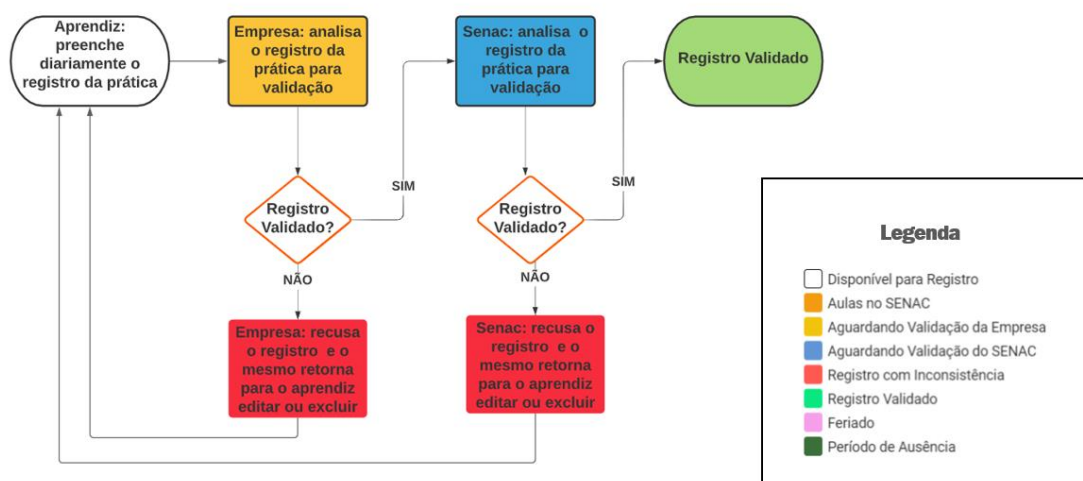 Aprendiz:
preenche
diariamente o
registro da prática
Empresa: analisa
o registro da
prática para
validação
Senac: analisa  o
registro da
prática para
validação
Registro Validado
SIM
SIM
Registro
Validado?
Registro
Validado?
NÃO
NÃO
Empresa: recusa
o registro  e o
mesmo retorna
para o aprendiz
editar ou excluir
Senac: recusa o
registro  e o
mesmo retorna
para o aprendiz
editar ou excluir
Legenda
Disponível para Registro
Aulas no SENAC
Aguardando Validação da Empresa
Aguardando Validação do SENAC
Registro com Inconsistência
Registro Validado
Feriado
Período de Ausência